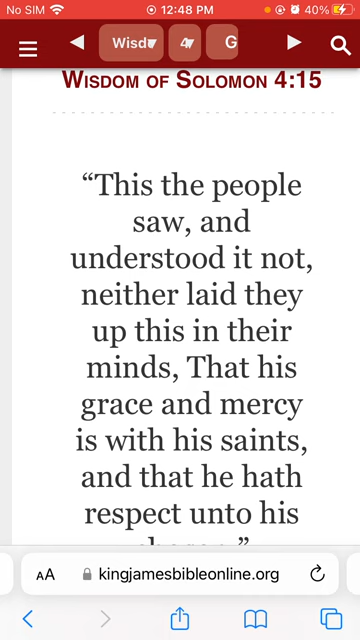 No SIM 12:48 PM 40%
Wisd 4 G
WISDOM OF SOLOMON 4:15
“This the people
saw, and
understood it not,
neither laid they
up this in their
minds, That his
grace and mercy
is with his saints,
and that he hath
respect unto his
AA kingjamesbibleonline.org